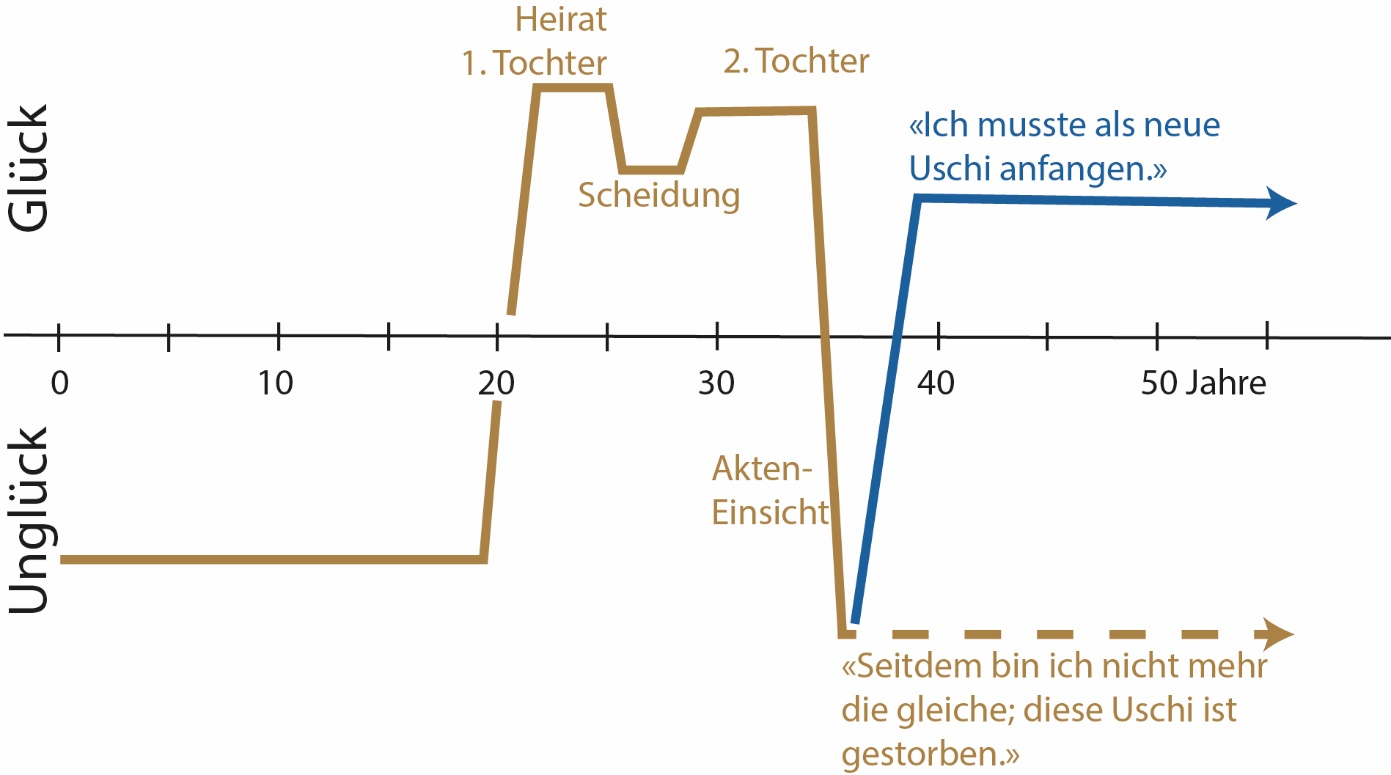 Heirat
1. Tochter
2. Tochter
Glück
«Ich musste als neue
Uschi anfangen.»
Scheidung
0 10 20 30 40 50 Jahre
Unglück
Akten-
Einsicht
«Seitdem bin ich nicht mehr
die gleiche; diese Uschi ist
gestorben.»